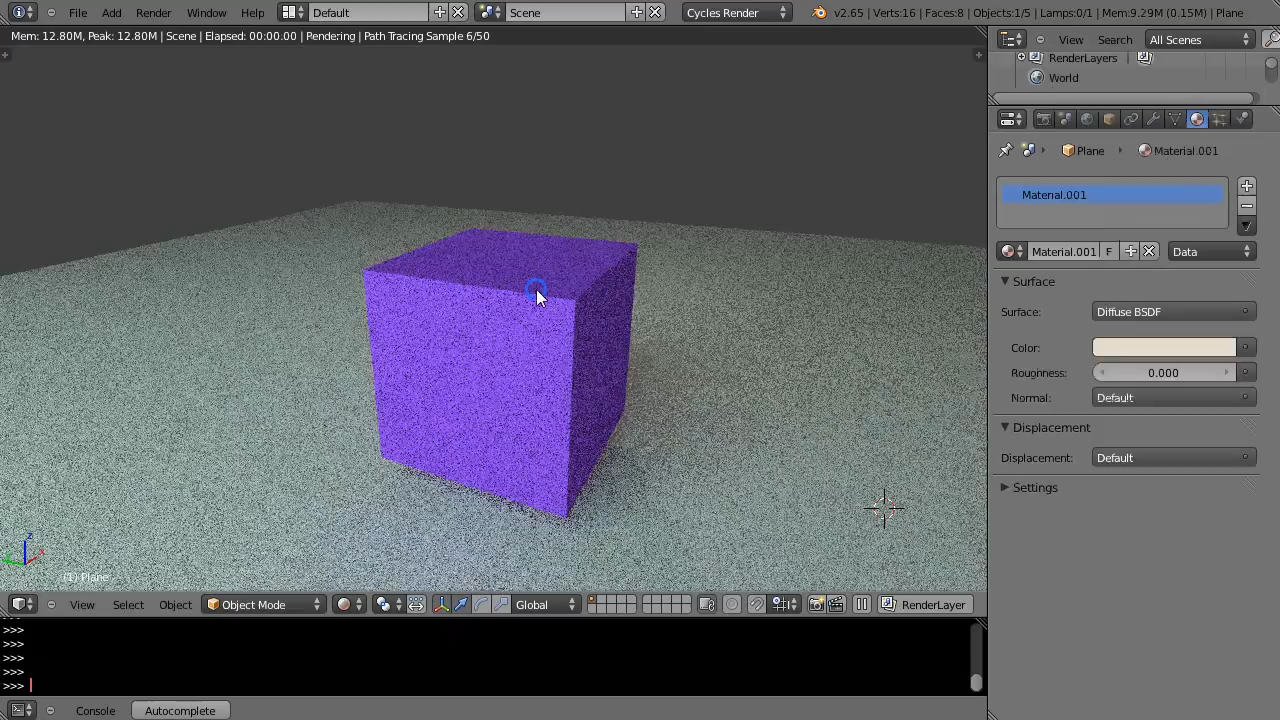 File Add Render Window Help Default Scene Cycles Render v2.65 | Verts:16 | Faces:8 | Objects:1/5 | Lamps:0/1 | Mem:9.29M (0.15M) | Plane
Mem: 12.80M, Peak: 12.80M | Scene | Elapsed: 00:00.00 | Pendering | Path Tracing Sample 6/50
View Search All Scenes
RenderLayers
World
Plane Material.001
Material.001
Material.001 F Data
Surface
Surface: Diffuse BSDF
Color:
Roughness: 0.000
Normal: Default
Displacement
Displacement: Default
Settings
z
x
(1) Plane
View Select Object Object Mode Global RenderLayer
>>>
>>>
>>>
>>>
>>>
Console Autocomplete